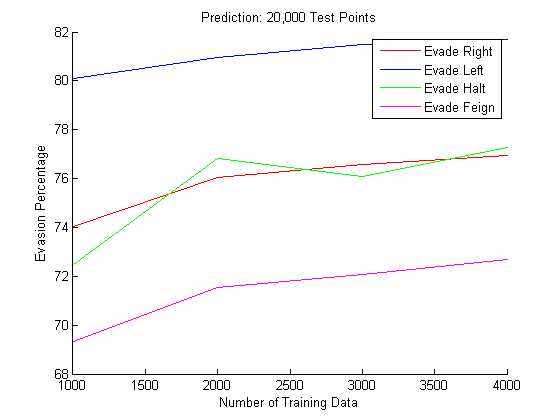 Prediction: 20,000 Test Points
82
80
78
76
74
72
70
68
Evasion Percentage
Evade Right
Evade Left
Evade Halt
Evade Feign
1000 1500 2000 2500 3000 3500 4000
Number of Training Data